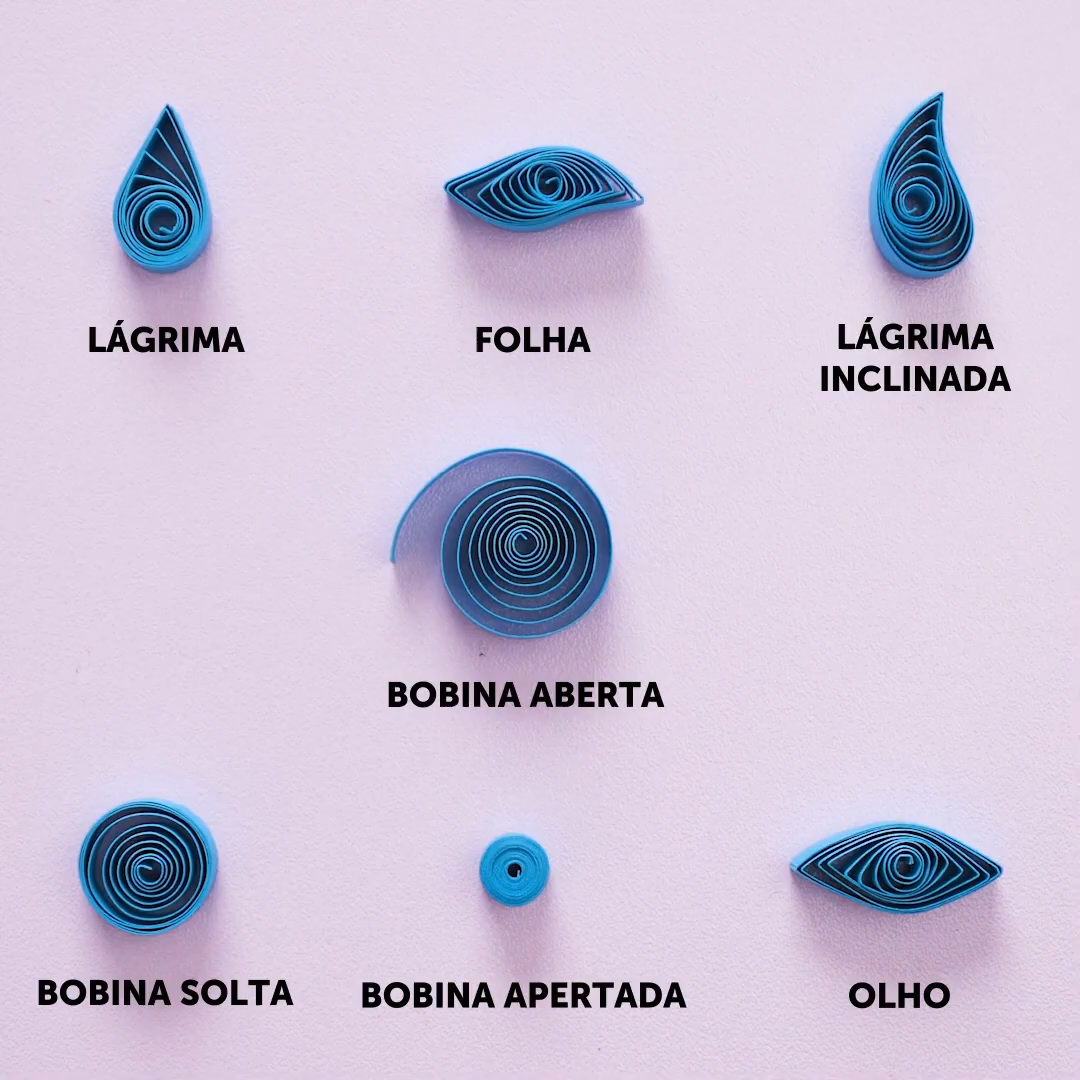 LÁGRIMA
FOLHA
LÁGRIMA
INCLINADA
BOBINA ABERTA
BOBINA SOLTA
BOBINA APERTADA
OLHO